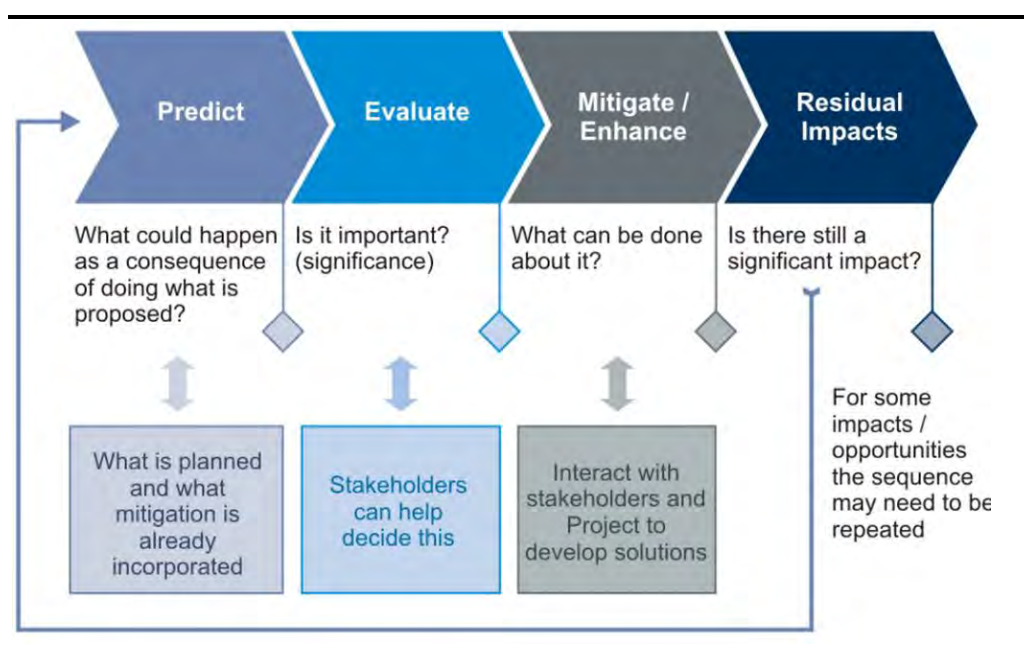 Predict
Evaluate
Mitigate /
Enhance
Residual
Impacts
What could happen
as a consequence
of doing what is
proposed?
Is it important?
(significance)
What can be done
about it?
Is there still a
significant impact?
What is planned
and what
mitigation is
already
incorporated
Stakeholders
can help
decide this
Interact with
stakeholders and
Project to
develop solutions
For some
impacts /
opportunities
the sequence
may need to be
repeated